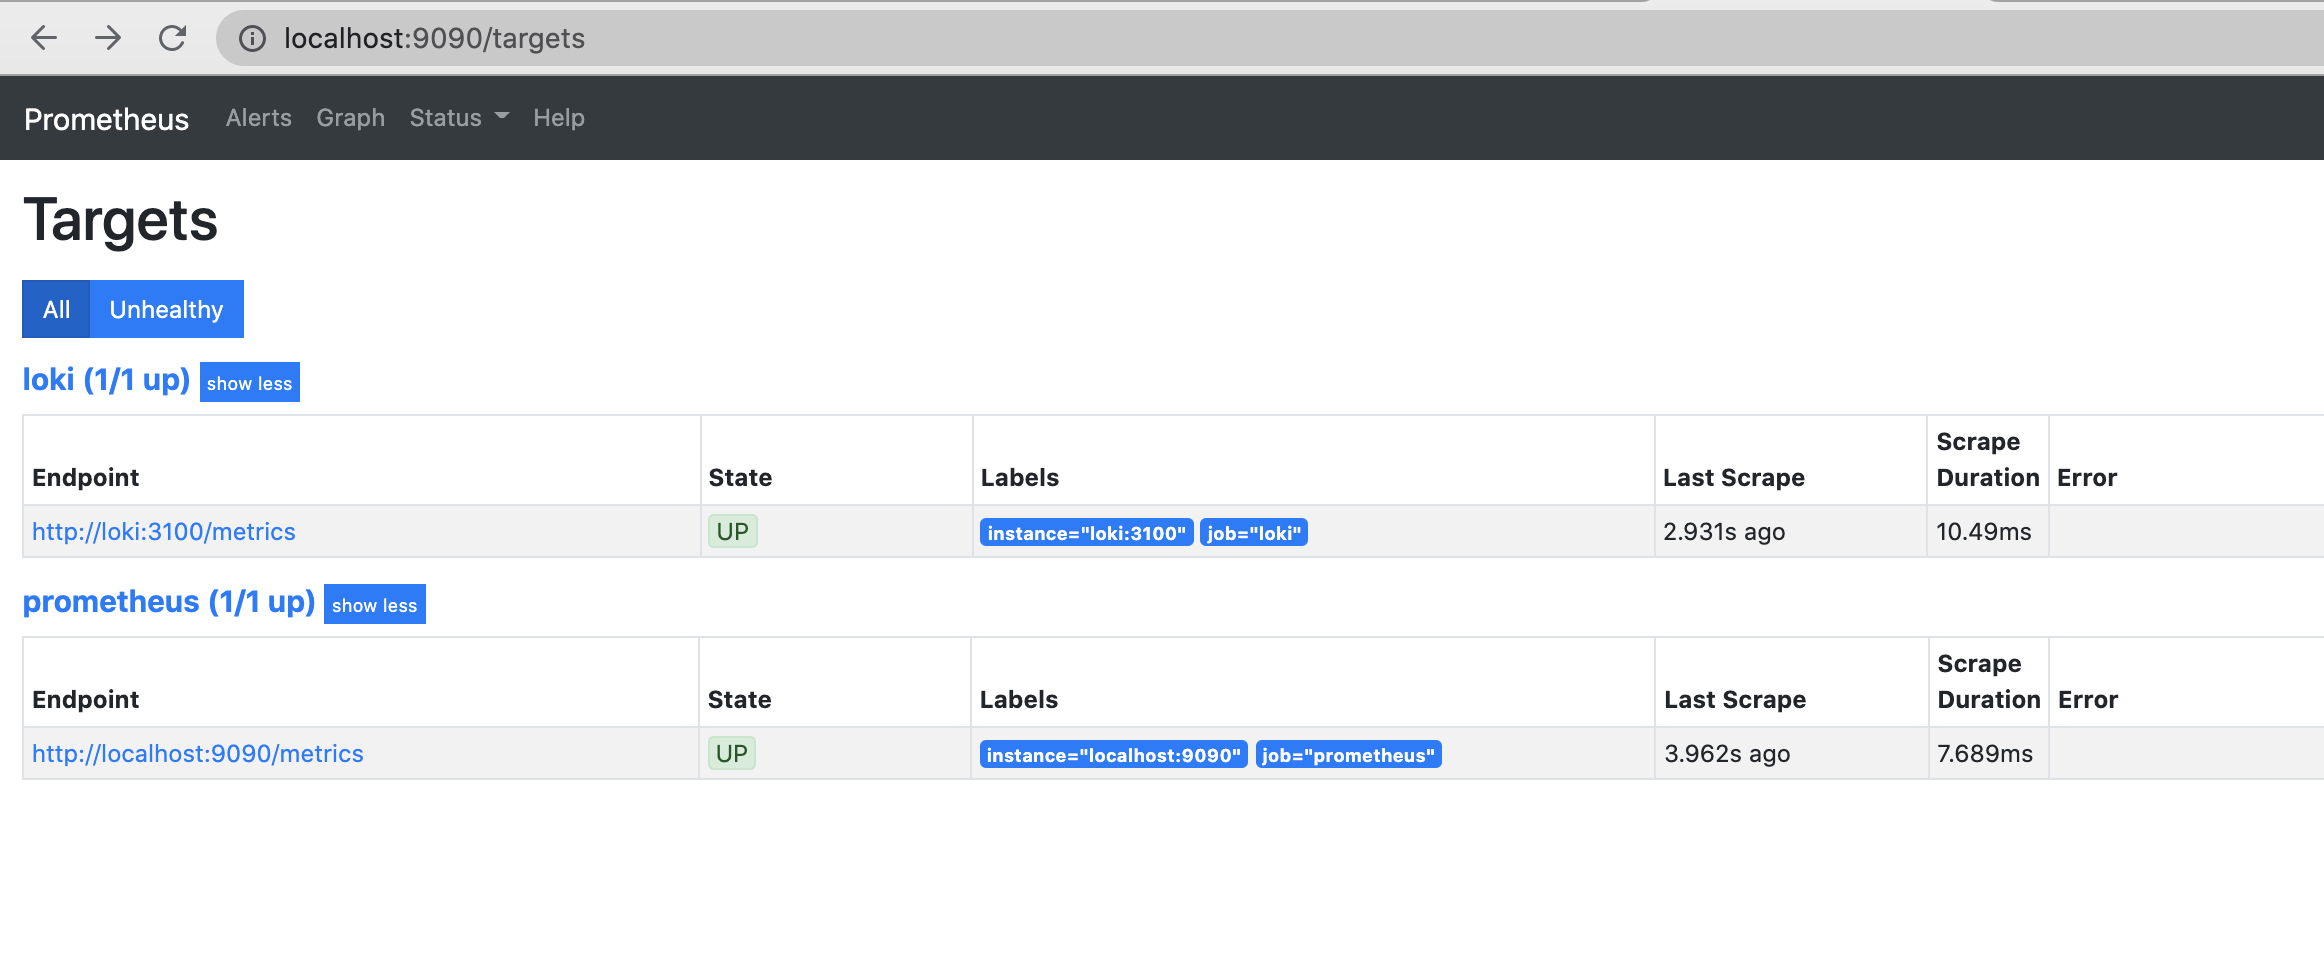 localhost:9090/targets
Prometheus Alerts Graph Status Help
Targets
All Unhealthy
loki (1/1 up) show less
Endpoint State Labels Last Scrape Scrape Duration Error
http://loki:3100/metrics UP instance="loki:3100" job="loki" 2.931s ago 10.49ms
prometheus (1/1 up) show less
Endpoint State Labels Last Scrape Scrape Duration Error
http://localhost:9090/metrics UP instance="localhost:9090" job="prometheus" 3.962s ago 7.689ms